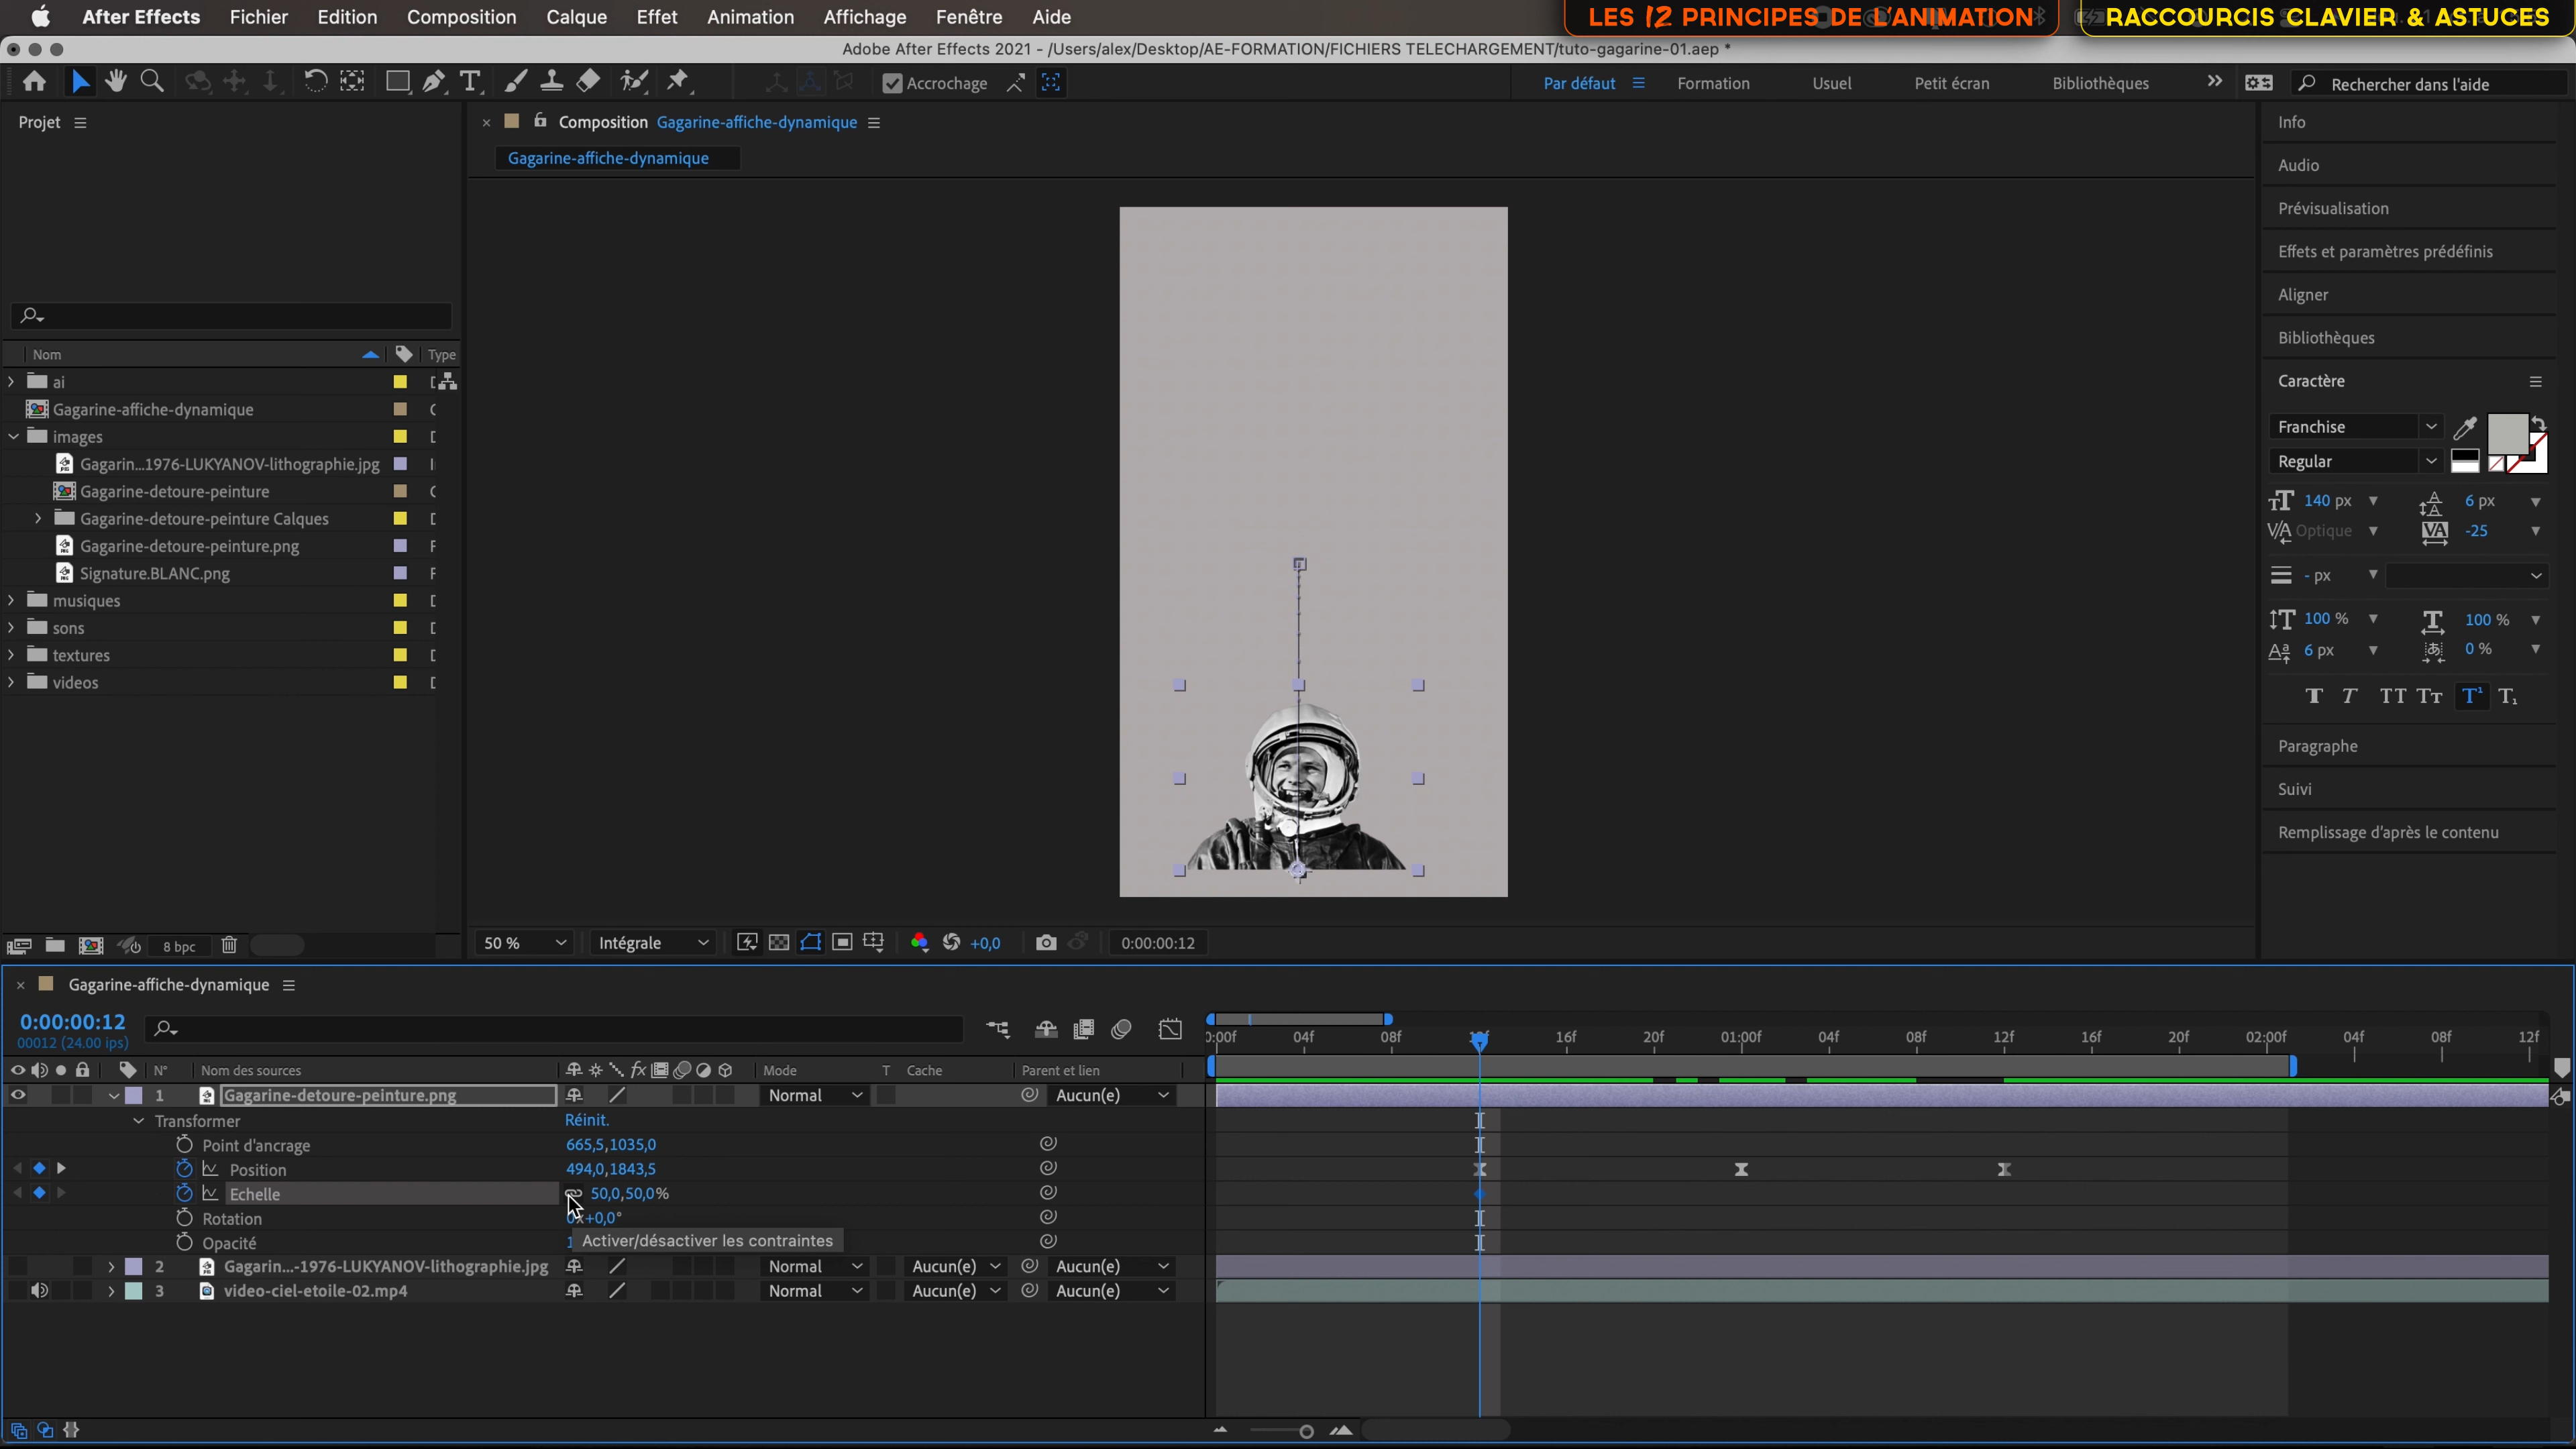 After Effects Fichier Edition Composition Calque Effet Animation Affichage Fenêtre Aide
LES 12 PRINCIPES DE L'ANIMATION
RACCOURCIS CLAVIER & ASTUCES
Adobe After Effects 2021 - /Users/alex/Desktop/AE-FORMATION/FICHIERS TELECHARGEMENT/tuto-gagarine-01.aep *
Accrochage
Par défaut Formation Usuel Petit écran Bibliothèques
Rechercher dans l'aide
Projet
Nom Type
ai
Gagarine-affiche-dynamique
images
Gagarin...1976-LUKYANOV-lithographie.jpg
Gagarine-detoure-peinture
Gagarine-detoure-peinture Calques
Gagarine-detoure-peinture.png
Signature.BLANC.png
musiques
sons
textures
videos
8 bpc
Composition Gagarine-affiche-dynamique
Gagarine-affiche-dynamique
50 % Intégrale +0,0 0:00:00:12
Info
Audio
Prévisualisation
Effets et paramètres prédéfinis
Aligner
Bibliothèques
Caractère
Franchise
Regular
140 px 6 px
Optique -25
- px
100 % 100 %
6 px 0 %
Paragraphe
Suivi
Remplissage d'après le contenu
Gagarine-affiche-dynamique
0:00:00:12
00012 (24.00 ips)
0:00f 04f 08f 16f 20f 01:00f 04f 08f 12f 16f 20f 02:00f 04f 08f 12f
N° Nom des sources Mode T Cache Parent et lien
1 Gagarine-detoure-peinture.png Normal Aucun(e)
Transformer Réinit.
Point d'ancrage 665,5,1035,0
Position 494,0,1843,5
Echelle 50,0,50,0%
Rotation 0x+0,0°
Opacité
Activer/désactiver les contraintes
2 Gagarin...-1976-LUKYANOV-lithographie.jpg Normal Aucun(e) Aucun(e)
3 video-ciel-etoile-02.mp4 Normal Aucun(e) Aucun(e)